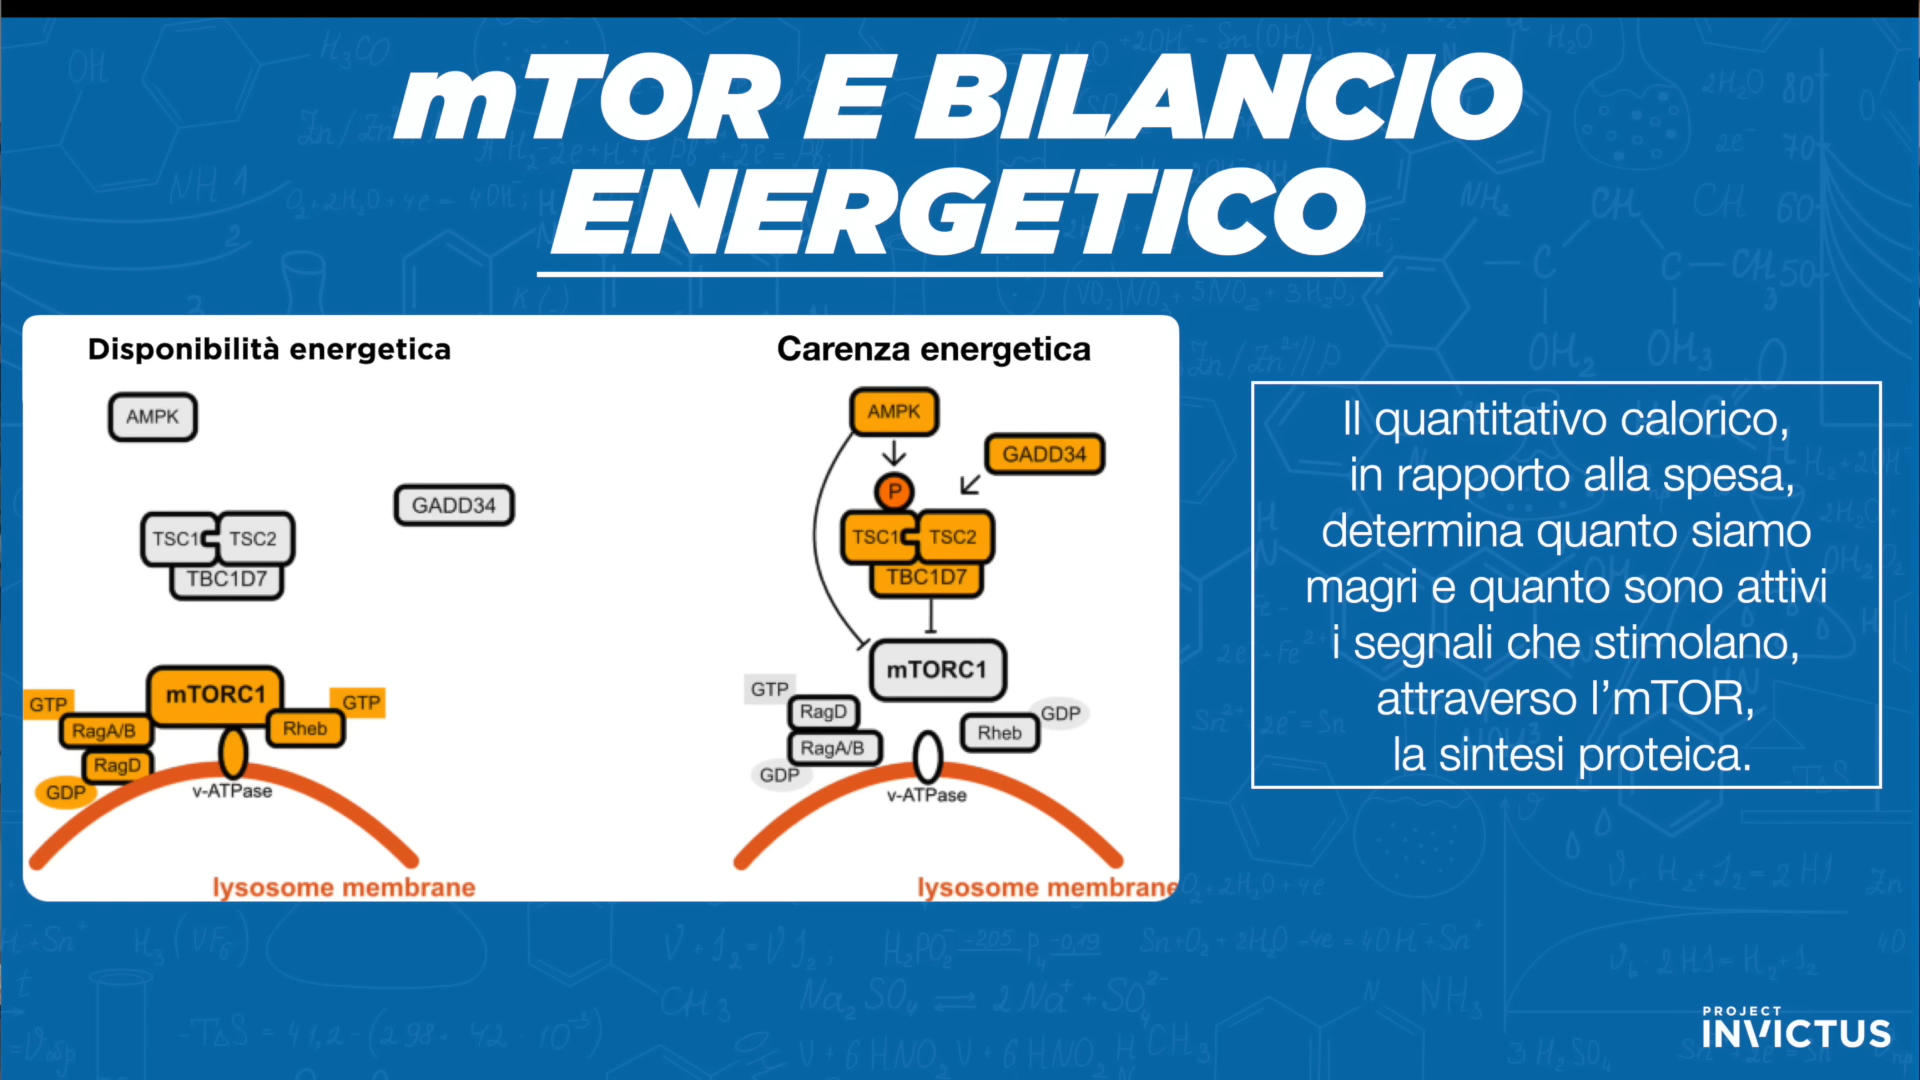 mTOR E BILANCIO
ENERGETICO
Disponibilità energetica
AMPK
GADD34
TSC1 TSC2
TBC1D7
mTORC1
GTP
GTP
RagA/B
Rheb
RagD
GDP
v-ATPase
lysosome membrane
Carenza energetica
AMPK
GADD34
P
TSC1 TSC2
TBC1D7
mTORC1
GTP
RagD
GDP
Rheb
RagA/B
GDP
v-ATPase
lysosome membrane
Il quantitativo calorico,
in rapporto alla spesa,
determina quanto siamo
magri e quanto sono attivi
i segnali che stimolano,
attraverso l’mTOR,
la sintesi proteica.
PROJECT
INVICTUS